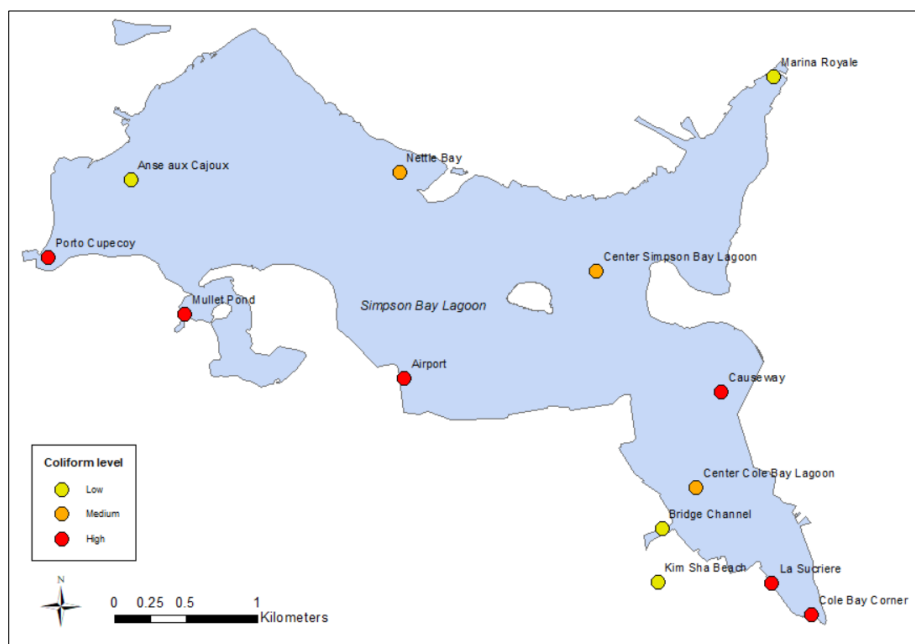 Marina Royale
Anse aux Cajoux
Nettle Bay
Porto Cupecoy
Center Simpson Bay Lagoon
Mullet Pond
Simpson Bay Lagoon
Airport
Causeway
Coliform level
Low
Medium
High
Center Cole Bay Lagoon
Bridge Channel
Kim Sha Beach
La Sucriere
Cole Bay Corner
N
0 0.25 0.5 1
Kilometers